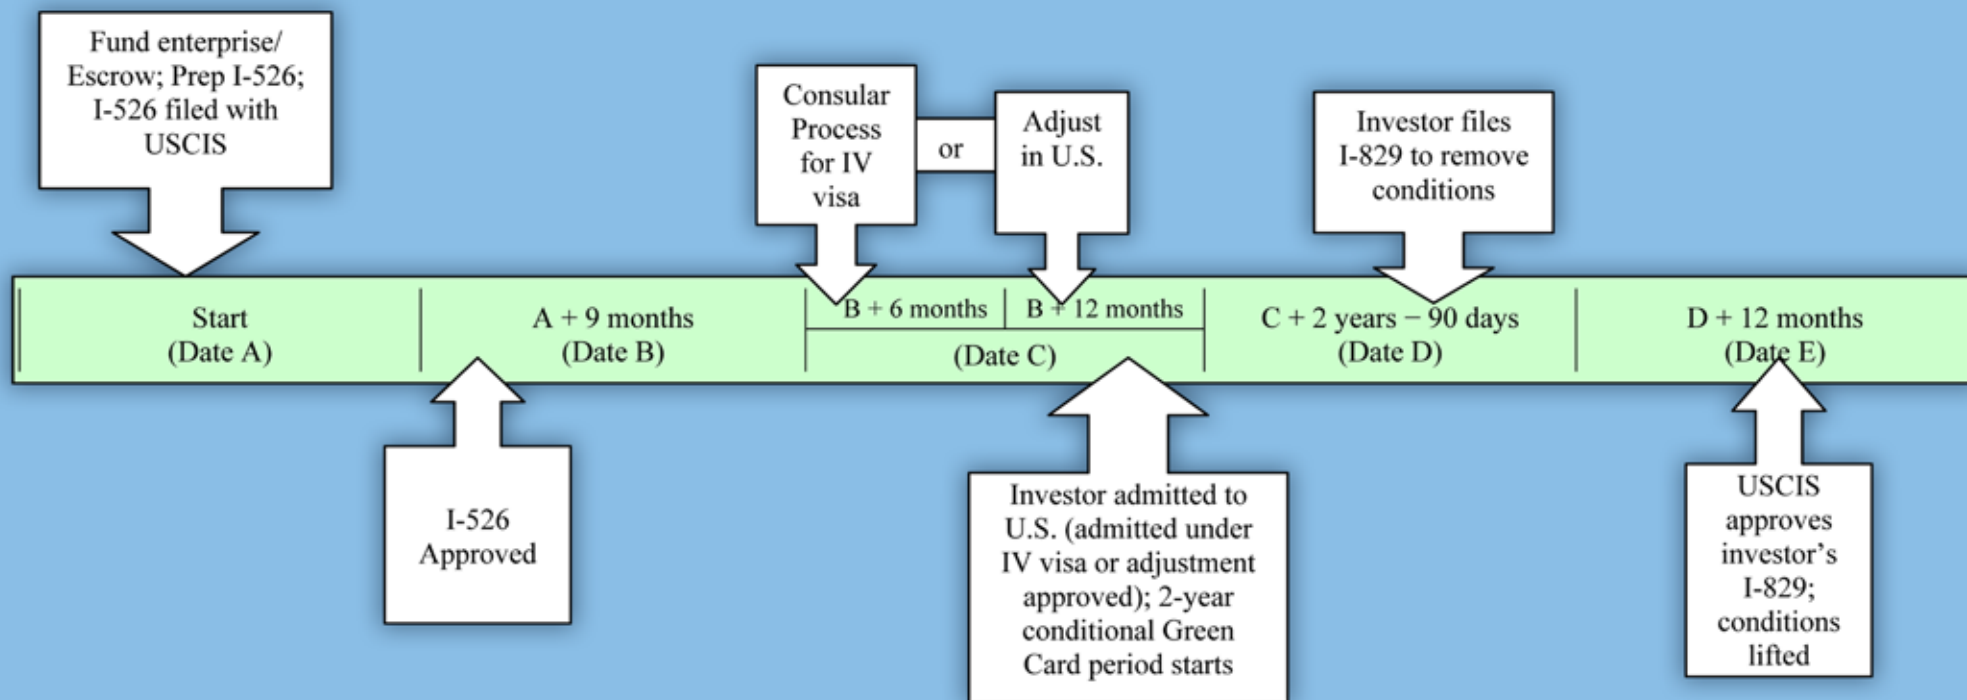 Fund enterprise/
Escrow; Prep I-526;
I-526 filed with
USCIS
Consular
Process
for IV
visa
or
Adjust
in U.S.
Investor files
I-829 to remove
conditions
Start
(Date A)
A + 9 months
(Date B)
B + 6 months
B + 12 months
(Date C)
C + 2 years − 90 days
(Date D)
D + 12 months
(Date E)
I-526
Approved
Investor admitted to
U.S. (admitted under
IV visa or adjustment
approved); 2-year
conditional Green
Card period starts
USCIS
approves
investor’s
I-829;
conditions
lifted